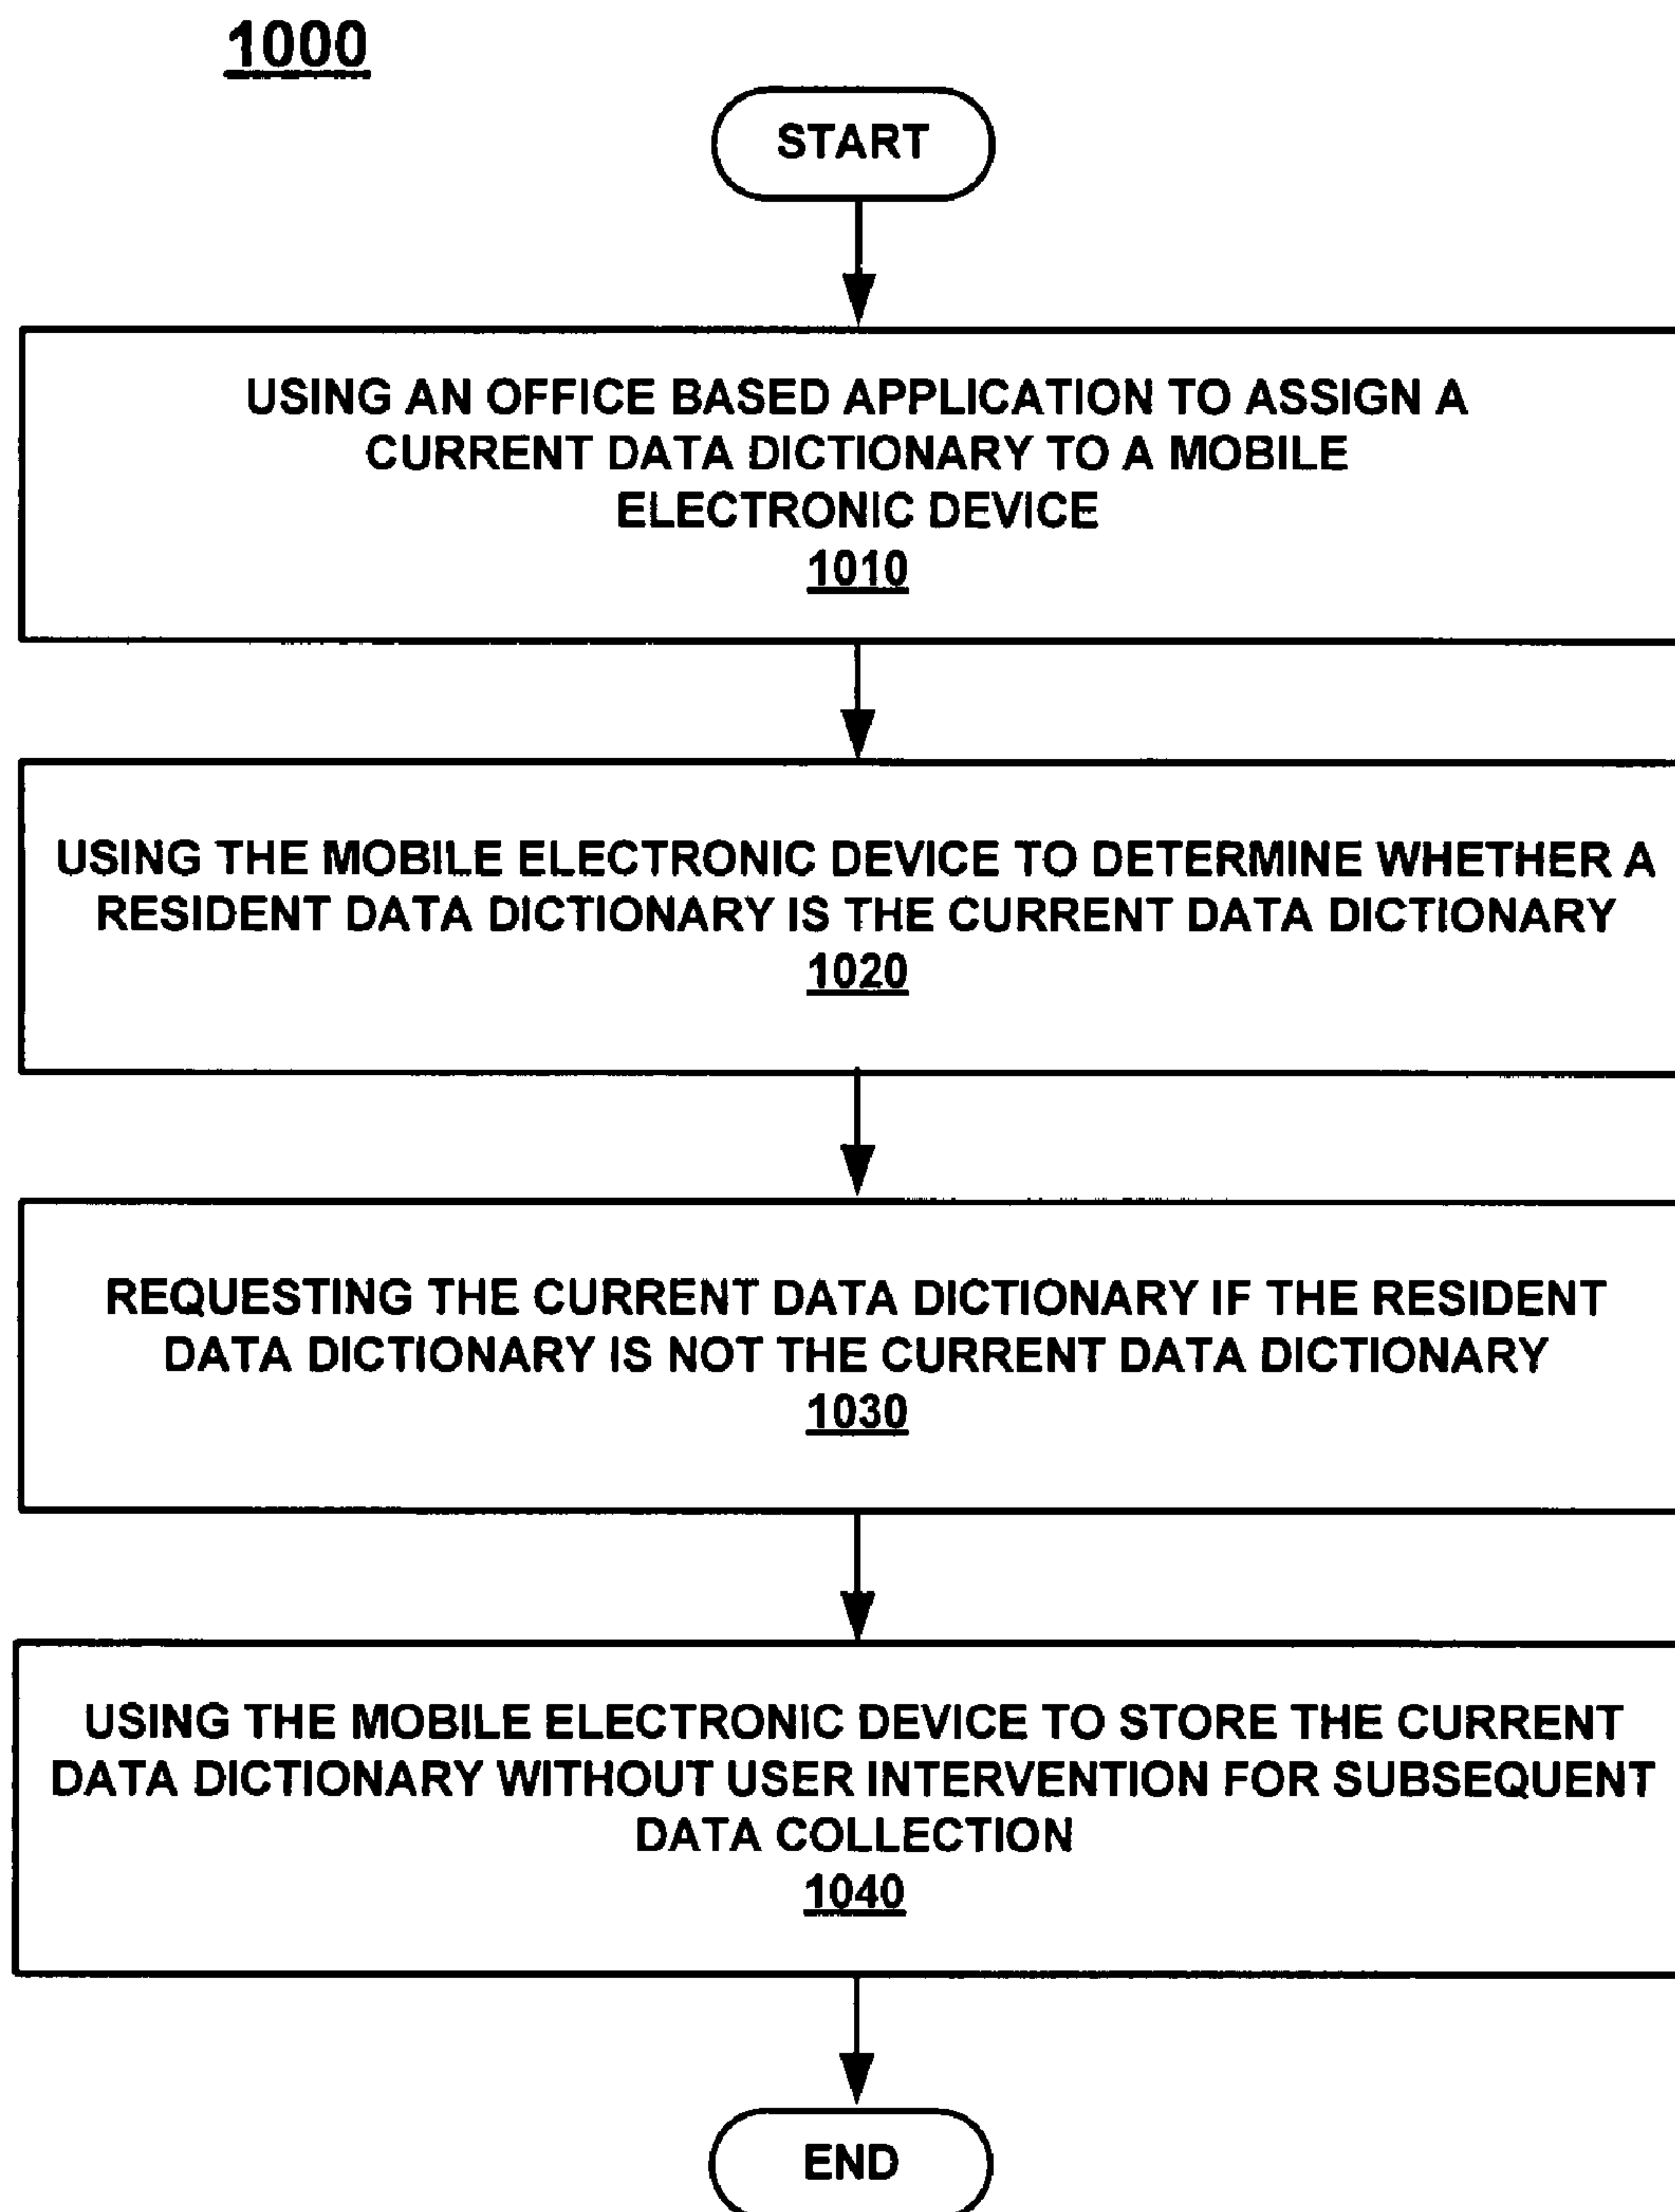 1000
START
USING AN OFFICE BASED APPLICATION TO ASSIGN A
CURRENT DATA DICTIONARY TO A MOBILE
ELECTRONIC DEVICE
1010
USING THE MOBILE ELECTRONIC DEVICE TO DETERMINE WHETHER A
RESIDENT DATA DICTIONARY IS THE CURRENT DATA DICTIONARY
1020
REQUESTING THE CURRENT DATA DICTIONARY IF THE RESIDENT
DATA DICTIONARY IS NOT THE CURRENT DATA DICTIONARY
1030
USING THE MOBILE ELECTRONIC DEVICE TO STORE THE CURRENT
DATA DICTIONARY WITHOUT USER INTERVENTION FOR SUBSEQUENT
DATA COLLECTION
1040
END